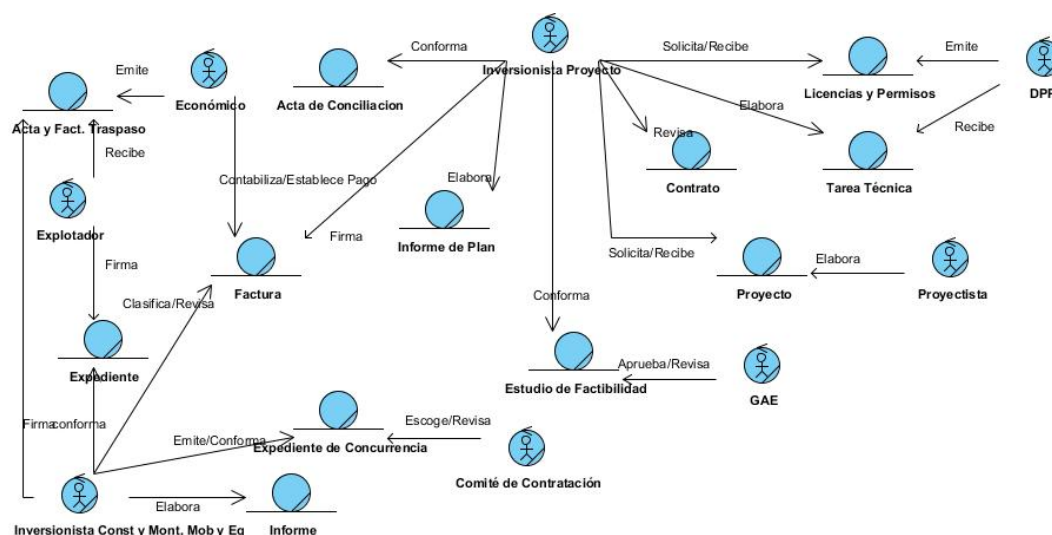 Conforma
Solicita/Recibe
Emite
Emite
Inversionista Proyecto
Económico
Acta de Conciliacion
Licencias y Permisos
Acta y Fact. Traspaso
Elabora
Recibe
Revisa
Recibe
Contabiliza/Establece Pago
Elabora
Contrato
Tarea Técnica
Explotador
Firma
Informe de Plan
Solicita/Recibe
Firma
Elabora
Factura
Proyecto
Proyectista
Clasifica/Revisa
Conforma
Aprueba/Revisa
Expediente
Estudio de Factibilidad
GAE
Escoge/Revisa
Firma
conforma
Emite/Conforma
Expediente de Concurrencia
Comité de Contratación
Elabora
Inversionista Const y Mont. Mob y Eq
Informe